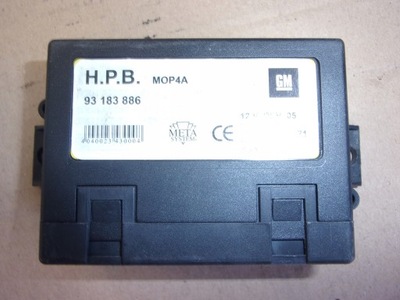 H.P.B. MOP4A
GM
93 183 886
META
SYSTEM
CE